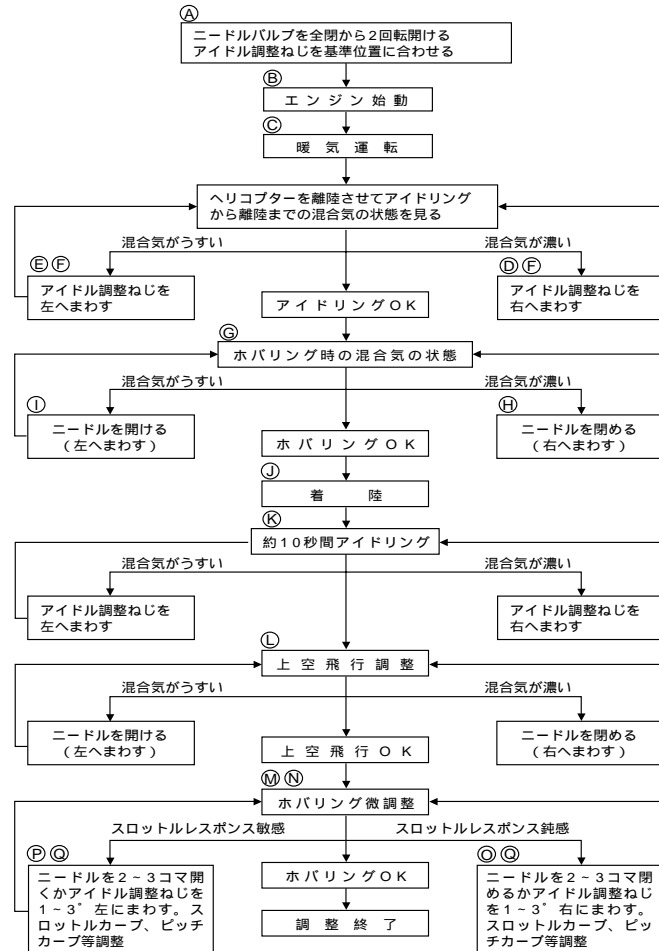 Ⓐ
ニードルバルブを全閉から2回転開ける
アイドル調整ねじを基準位置に合わせる
Ⓑ
エンジン始動
Ⓒ
暖気運転
ヘリコプターを離陸させてアイドリング
から離陸までの混合気の状態を見る
混合気がうすい
混合気が濃い
Ⓔ Ⓕ
アイドル調整ねじを
左へまわす
Ⓓ Ⓕ
アイドル調整ねじを
右へまわす
アイドリングOK
Ⓖ
ホバリング時の混合気の状態
混合気がうすい
混合気が濃い
Ⓘ
ニードルを開ける
(左へまわす)
Ⓗ
ニードルを閉める
(右へまわす)
ホバリングOK
Ⓙ
着陸
Ⓚ
約10秒間アイドリング
混合気がうすい
混合気が濃い
アイドル調整ねじを
左へまわす
アイドル調整ねじを
右へまわす
Ⓛ
上空飛行調整
混合気がうすい
混合気が濃い
ニードルを開ける
(左へまわす)
ニードルを閉める
(右へまわす)
上空飛行OK
Ⓜ Ⓝ
ホバリング微調整
スロットルレスポンス敏感
スロットルレスポンス鈍感
Ⓟ Ⓠ
ニードルを2~3コマ開
くかアイドル調整ねじを
1~3°左にまわす。ス
ロットルカーブ、ピッチ
カーブ等調整
Ⓞ Ⓠ
ニードルを2~3コマ閉
めるかアイドル調整ねじ
を1~3°右にまわす。
スロットルカーブ、ピッ
チカーブ等調整
ホバリングOK
調整終了